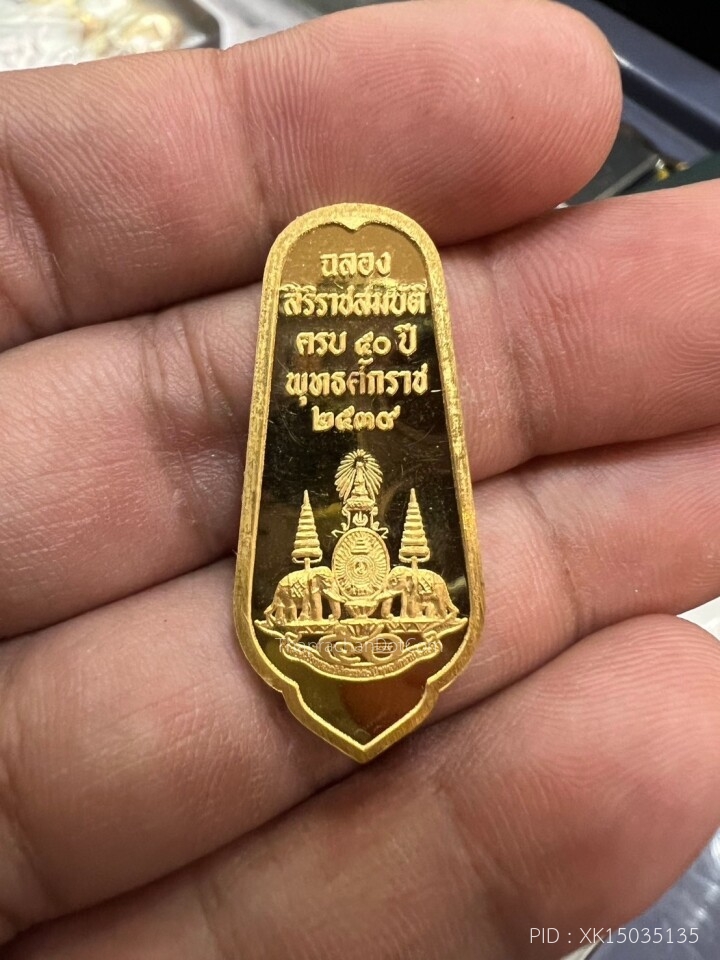 ฉลอง
สิริราชสมบัติ
ครบ ๕๐ ปี
พุทธศักราช
๒๕๓๙
PID : XK15035135